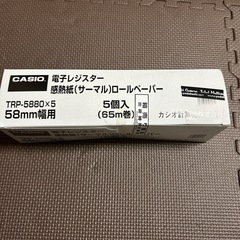 CASIO
電子レジスター
感熱紙(サーマル)ロールペーパー
TRP-5880×5
58mm幅用
5個入
(65m巻)
カシオ計